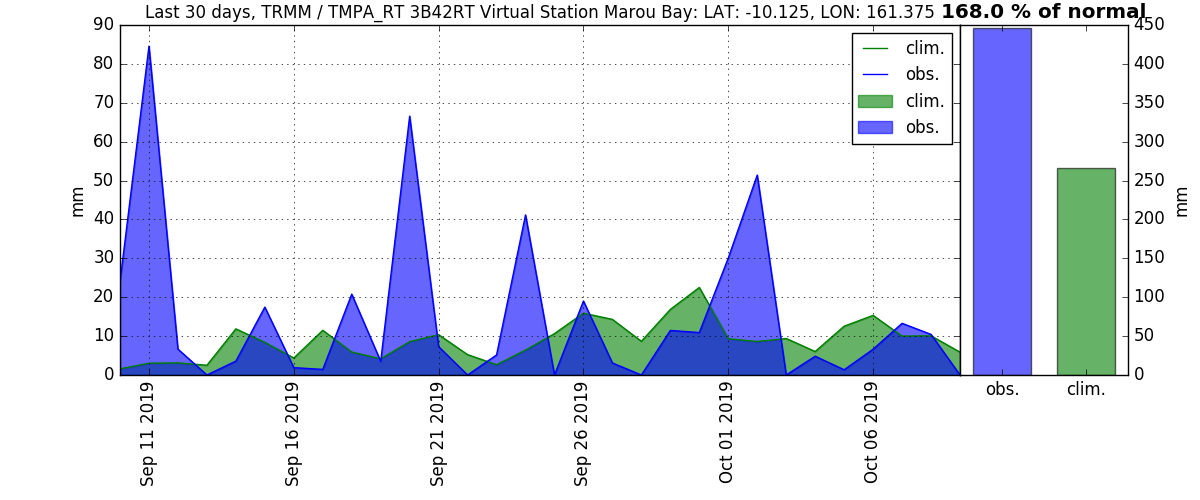 Last 30 days, TRMM / TMPA_RT 3B42RT Virtual Station Marou Bay: LAT: -10.125, LON: 161.375 168.0 % of normal
90
80
70
60
50
40
30
20
10
0
mm
clim.
obs.
clim.
obs.
Sep 11 2019
Sep 16 2019
Sep 21 2019
Sep 26 2019
Oct 01 2019
Oct 06 2019
450
400
350
300
250
200
150
100
50
0
mm
obs. clim.